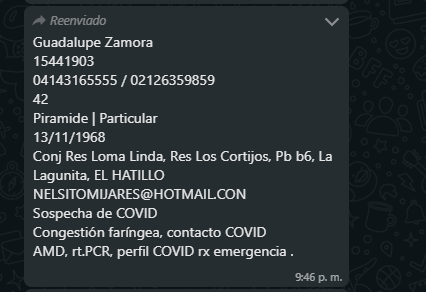 Reenviado
Guadalupe Zamora
15441903
04143165555 / 02126359859
42
Piramide | Particular
13/11/1968
Conj Res Loma Linda, Res Los Cortijos, Pb b6, La
Lagunita, EL HATILLO
NELSITOMIJARES@HOTMAIL.CON
Sospecha de COVID
Congestión faríngea, contacto COVID
AMD, rt.PCR, perfil COVID rx emergencia .
9:46 p. m.